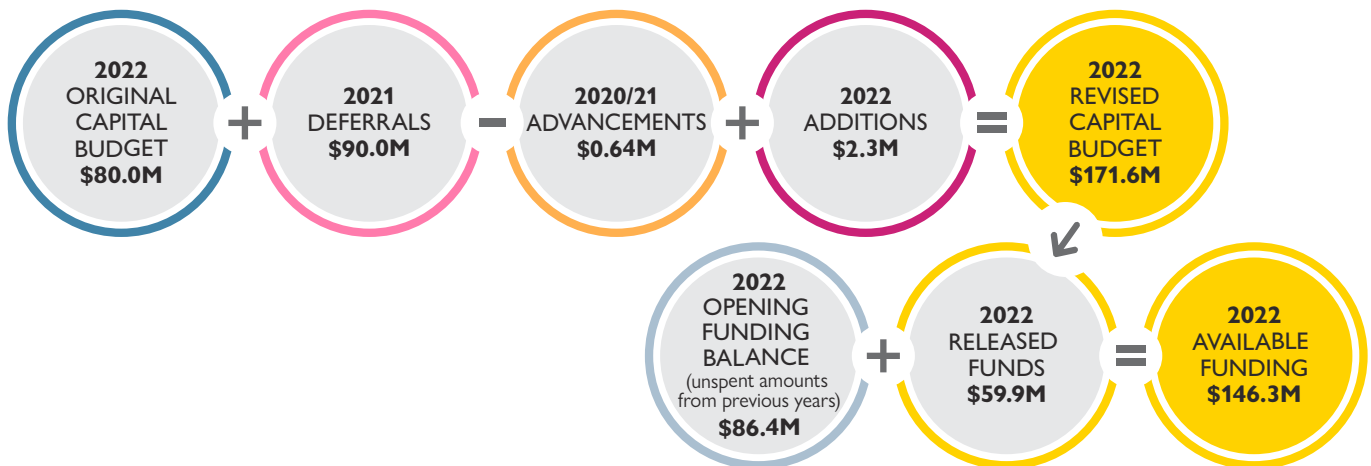 2022
ORIGINAL
CAPITAL
BUDGET
$80.0M
+
2021
DEFERRALS
$90.0M
-
2020/21
ADVANCEMENTS
$0.64M
+
2022
ADDITIONS
$2.3M
=
2022
REVISED
CAPITAL
BUDGET
$171.6M
2022
OPENING
FUNDING
BALANCE
(unspent amounts
from previous years)
$86.4M
+
2022
RELEASED
FUNDS
$59.9M
=
2022
AVAILABLE
FUNDING
$146.3M